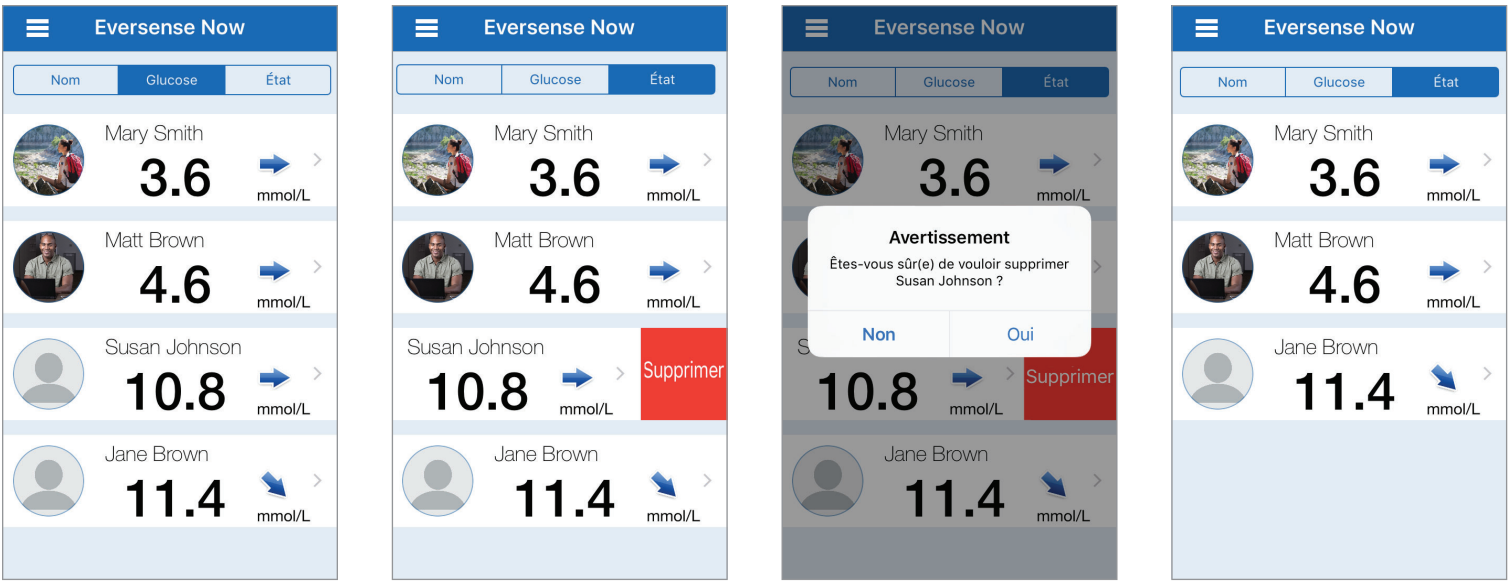 Eversense Now
Nom Glucose État
Mary Smith
3.6
mmol/L
Matt Brown
4.6
mmol/L
Susan Johnson
10.8
mmol/L
Jane Brown
11.4
mmol/L
Eversense Now
Nom Glucose État
Mary Smith
3.6
mmol/L
Matt Brown
4.6
mmol/L
Susan Johnson
10.8
mmol/L
Supprimer
Jane Brown
11.4
mmol/L
Eversense Now
Nom Glucose État
Mary Smith
3.6
mmol/L
Avertissement
Êtes-vous sûr(e) de vouloir supprimer
Susan Johnson ?
Non Oui
S
10.8
mmol/L
Supprimer
Jane Brown
11.4
mmol/L
Eversense Now
Nom Glucose État
Mary Smith
3.6
mmol/L
Matt Brown
4.6
mmol/L
Jane Brown
11.4
mmol/L